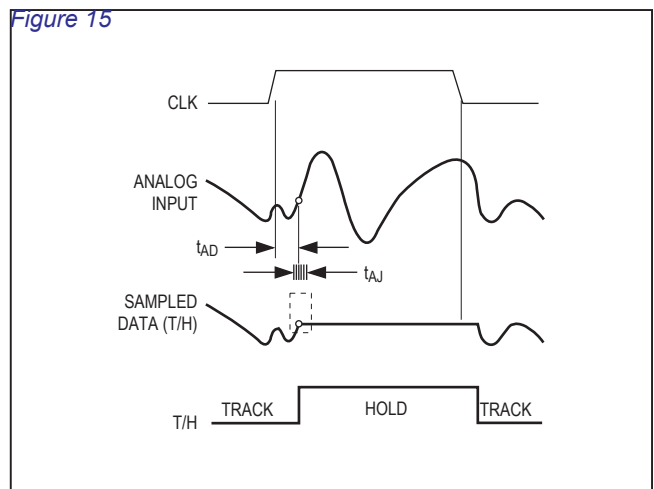 Figure 15
CLK
ANALOG
INPUT
tAD
tAJ
SAMPLED
DATA (T/H)
TRACK
HOLD
TRACK
T/H